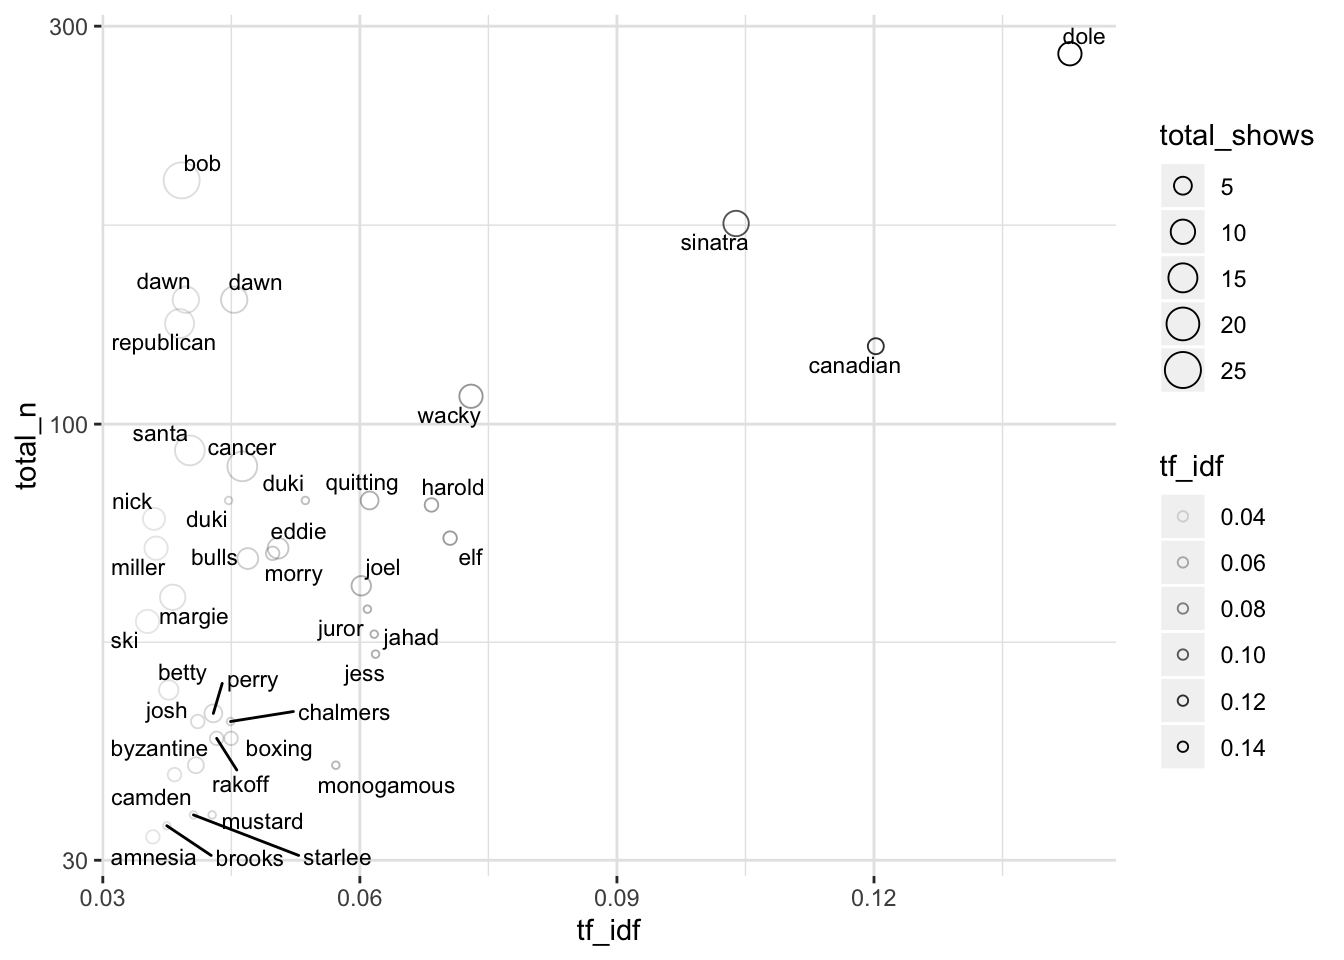 300
dole
total_shows
bob
5
10
sinatra
15
dawn
dawn
20
republican
canadian
25
wacky
100
total_n
santa
cancer
tf_idf
duki
quitting
harold
nick
duki
0.04
eddie
bulls
elf
miller
morry
joel
0.06
margie
0.08
ski
juror
jahad
betty
perry
jess
0.10
josh
chalmers
0.12
byzantine
boxing
0.14
rakoff
monogamous
camden
mustard
amnesia
brooks
starlee
30
0.03
0.06
0.09
0.12
tf_idf